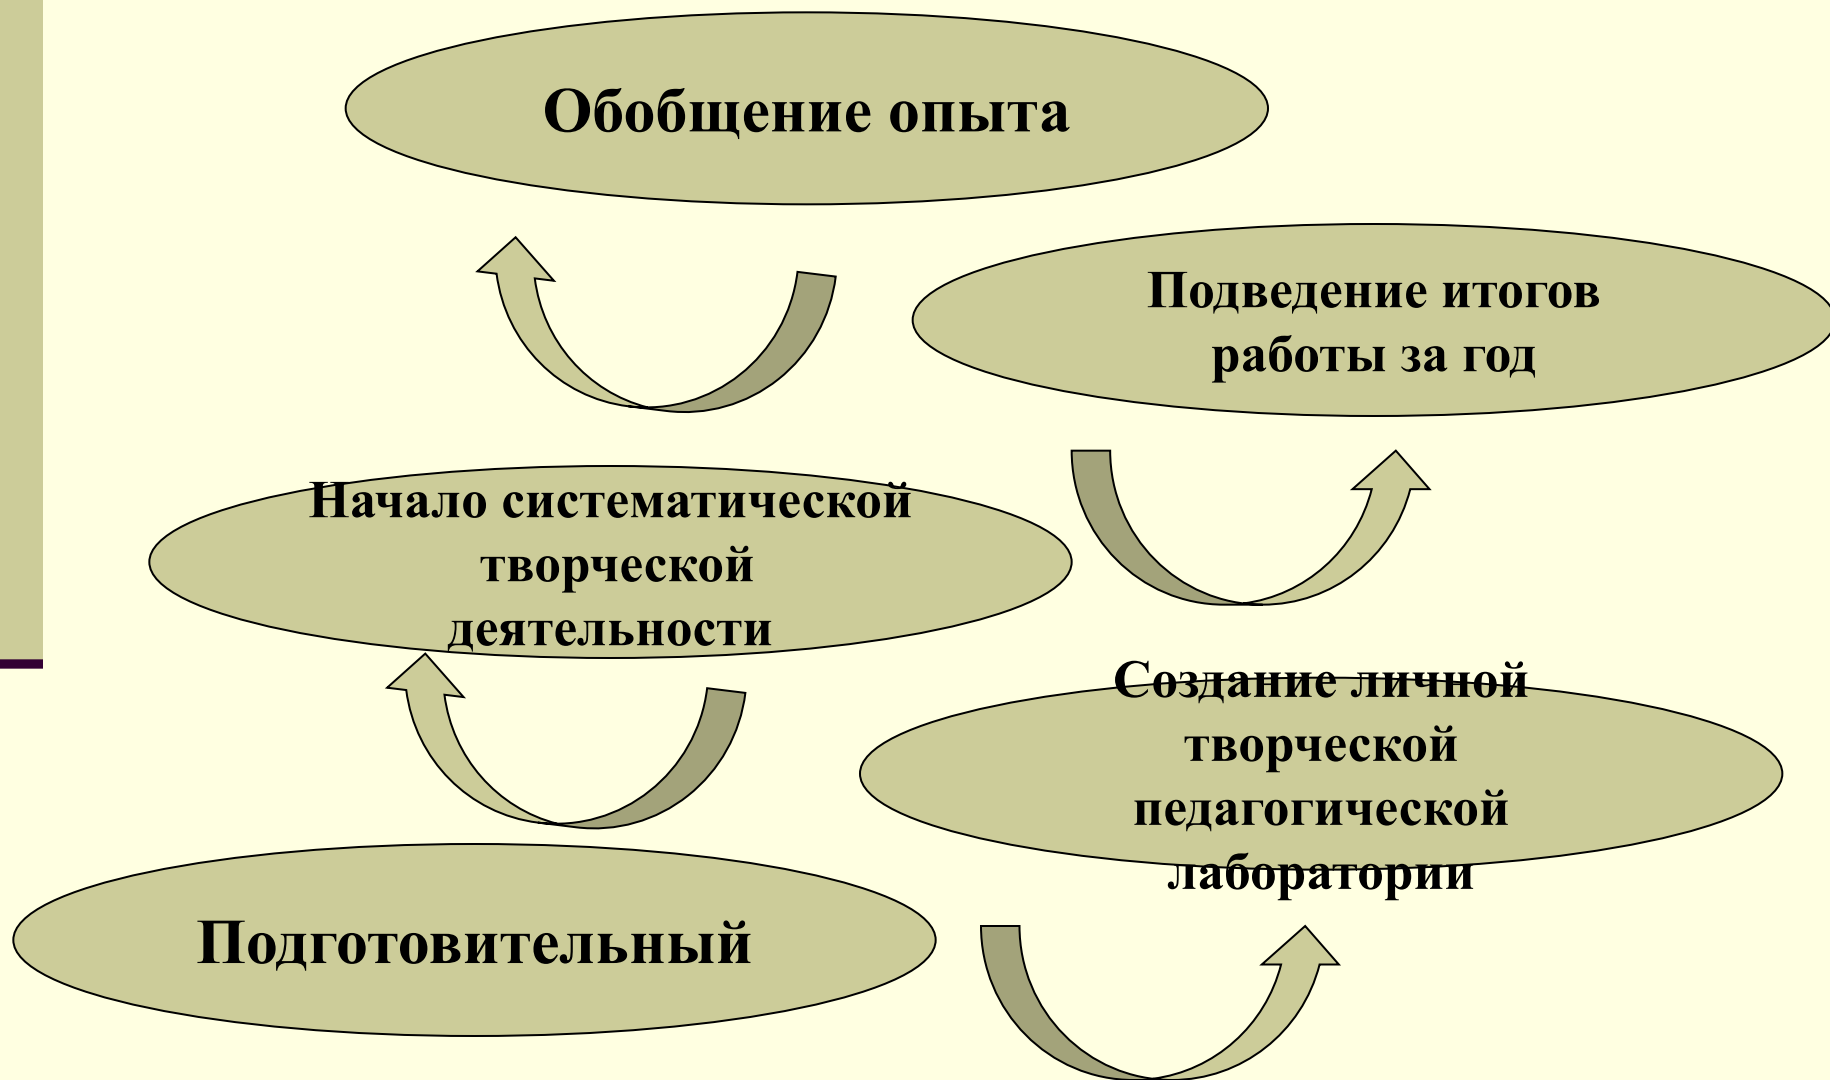 Обобщение опыта
Подведение итогов
работы за год
Начало систематической
творческой
деятельности
Создание личной
творческой
педагогической
лаборатории
Подготовительный